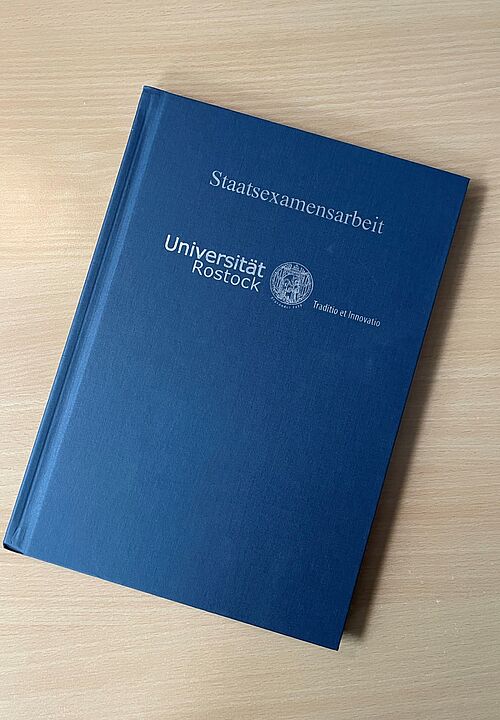 Staatsexamensarbeit
Universität
Rostock
Traditio et Innovatio